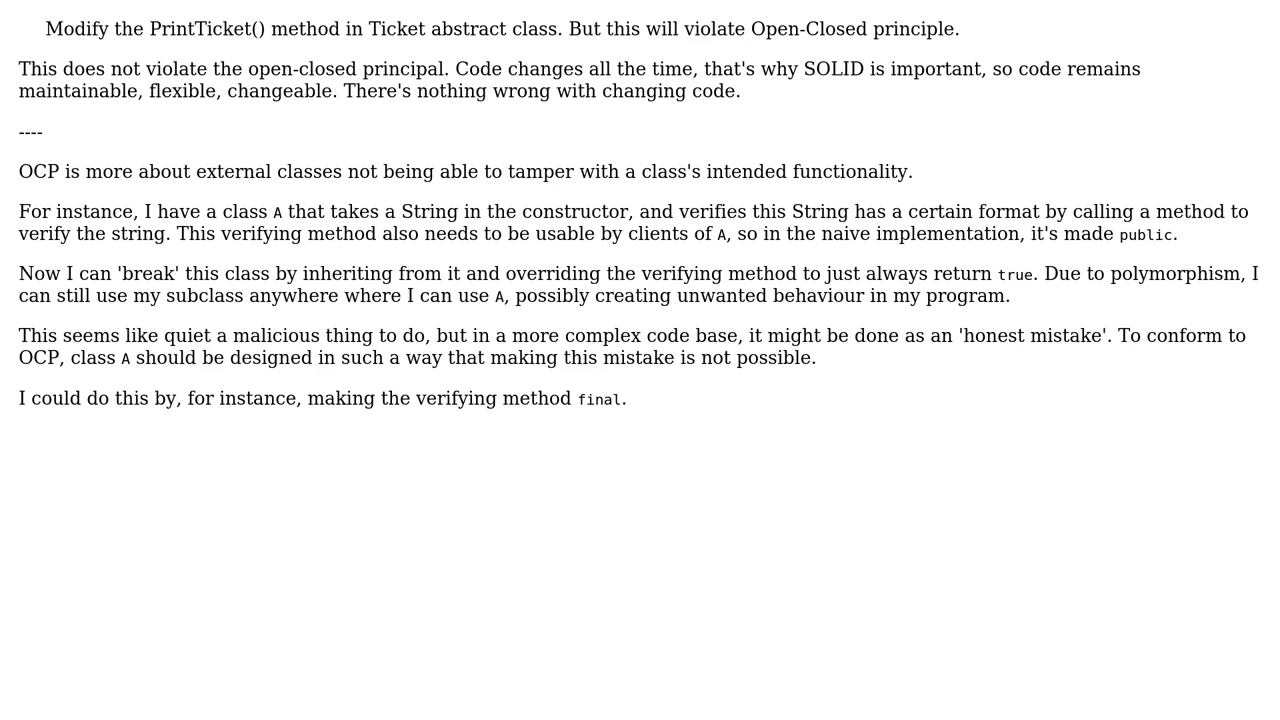 Modify the PrintTicket() method in Ticket abstract class. But this will violate Open-Closed principle.
This does not violate the open-closed principal. Code changes all the time, that's why SOLID is important, so code remains
maintainable, flexible, changeable. There's nothing wrong with changing code.
----
OCP is more about external classes not being able to tamper with a class's intended functionality.
For instance, I have a class A that takes a String in the constructor, and verifies this String has a certain format by calling a method to
verify the string. This verifying method also needs to be usable by clients of A, so in the naive implementation, it's made public.
Now I can 'break' this class by inheriting from it and overriding the verifying method to just always return true. Due to polymorphism, I
can still use my subclass anywhere where I can use A, possibly creating unwanted behaviour in my program.
This seems like quiet a malicious thing to do, but in a more complex code base, it might be done as an 'honest mistake'. To conform to
OCP, class A should be designed in such a way that making this mistake is not possible.
I could do this by, for instance, making the verifying method final.